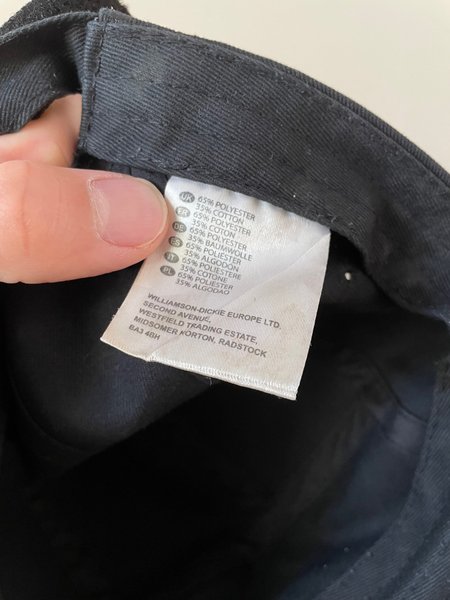 UK 65% POLYESTER
35% COTTON
FR 65% POLYESTER
35% COTON
DE 65% POLYESTER
35% BAUMWOLLE
ES 65% POLIESTER
35% ALGODÓN
IT 65% POLIESTERE
35% COTONE
65% POLIESTER
35% ALGODAO
WILLIAMSON-DICKIE EUROPE LTD.
SECOND AVENUE,
WESTFIELD TRADING ESTATE,
MIDSOMER NORTON, RADSTOCK
BA3 4BH